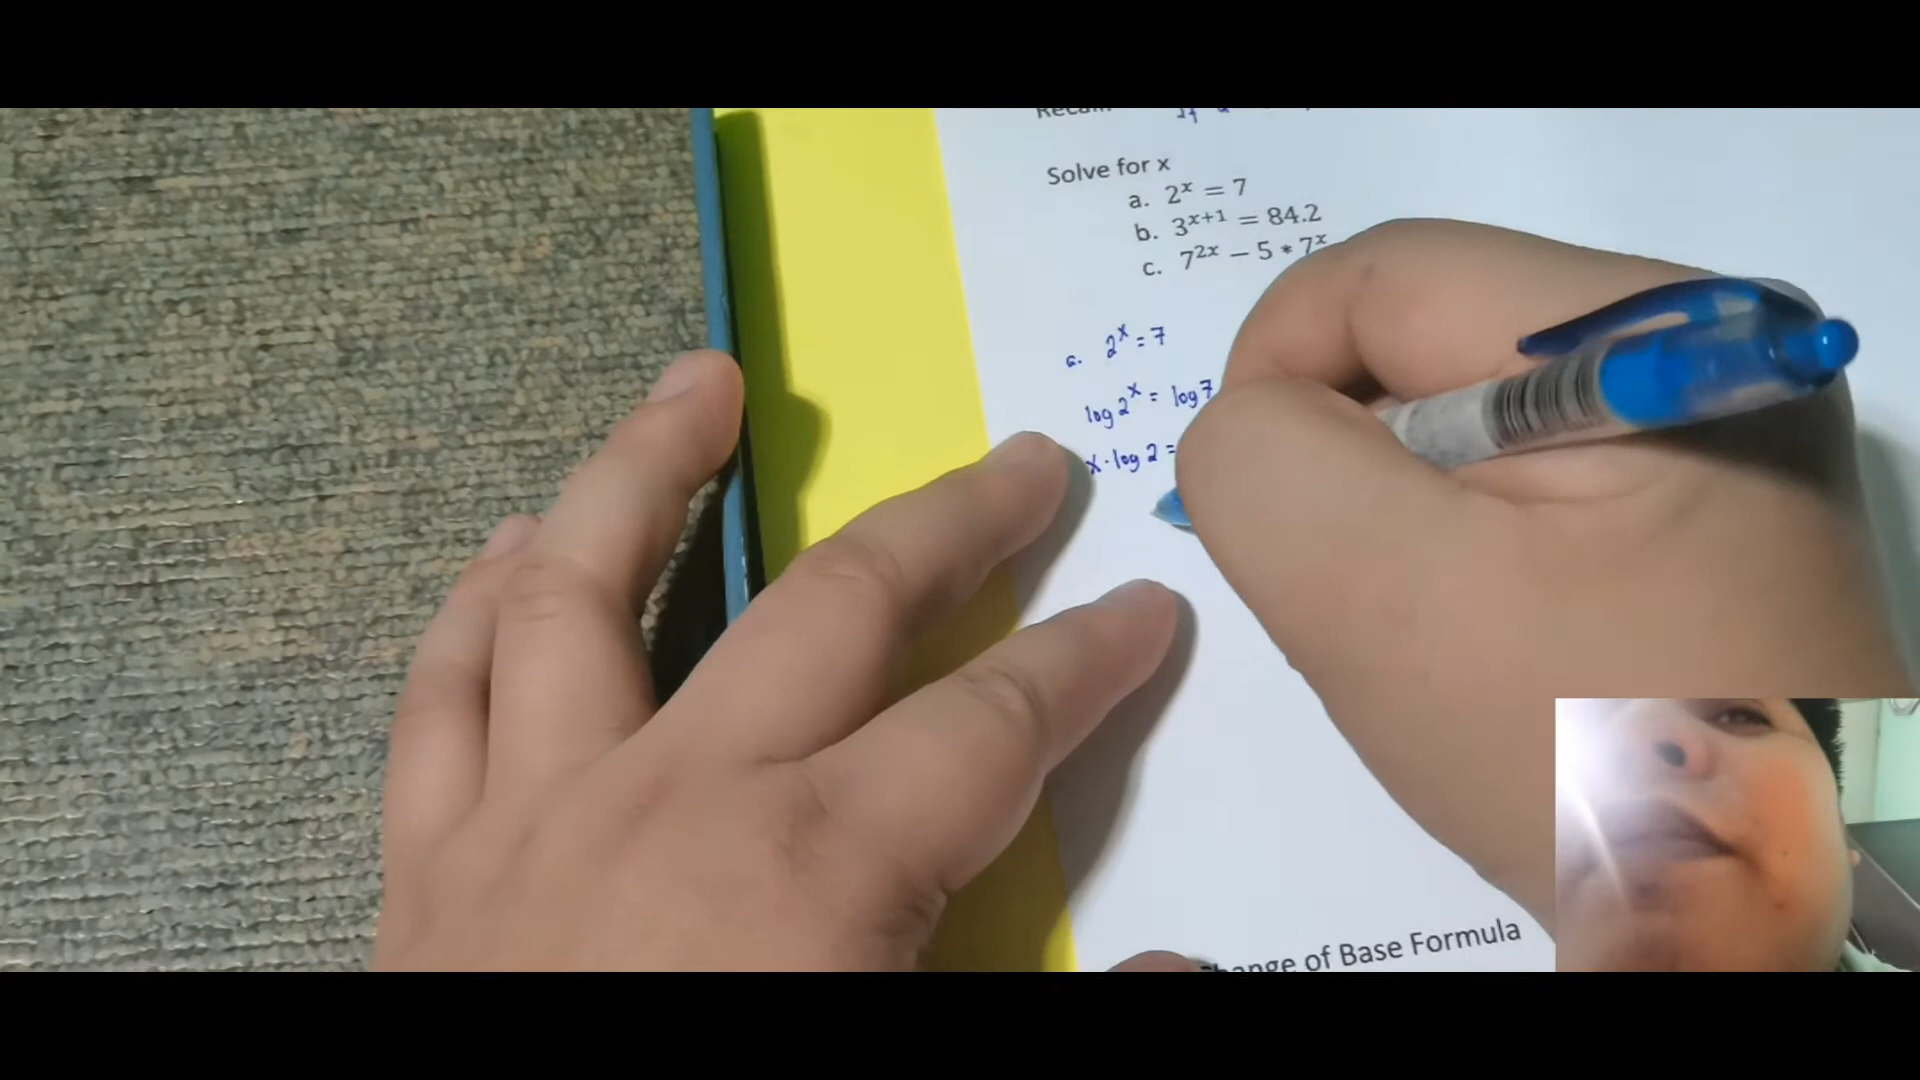 Solve for x
a. 2ˣ = 7
b. 3ˣ⁺¹ = 84.2
c. 7²ˣ − 5 * 7ˣ
a. 2ˣ = 7
log 2ˣ = log 7
x · log 2 =
of Base Formula